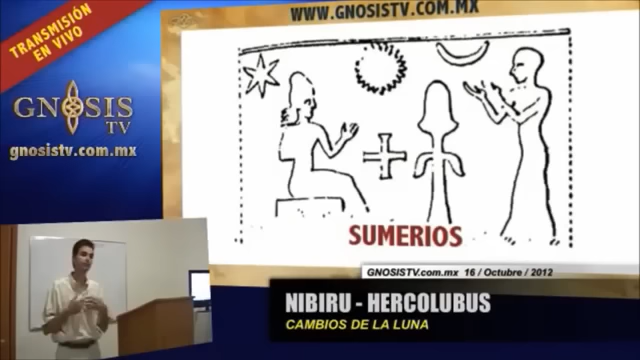 TRANSMISIÓN
EN VIVO
WWW.GNOSISTV.COM.MX
GNOSIS
TV
gnosistv.com.mx
SUMERIOS
GNOSISTV.com.mx 16 / Octubre / 2012
NIBIRU - HERCOLUBUS
CAMBIOS DE LA LUNA